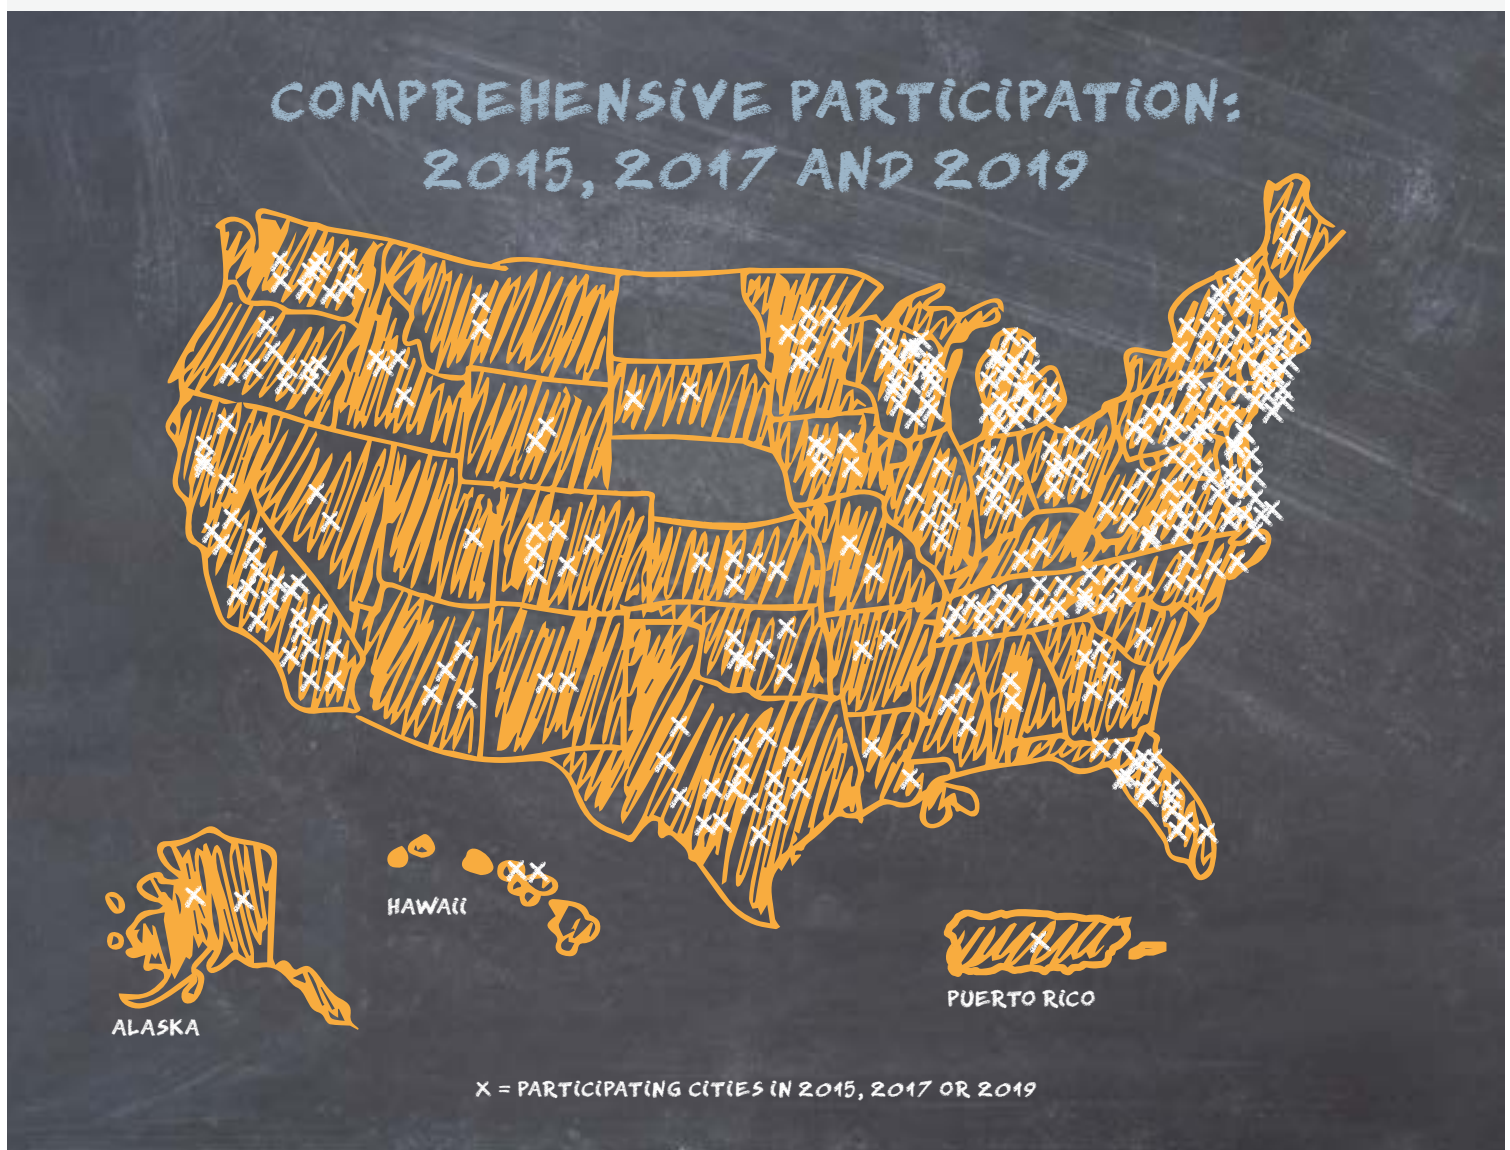 COMPREHENSIVE PARTICIPATION:
2015, 2017 AND 2019
HAWAII
PUERTO RICO
ALASKA
X = PARTICIPATING CITIES IN 2015, 2017 OR 2019